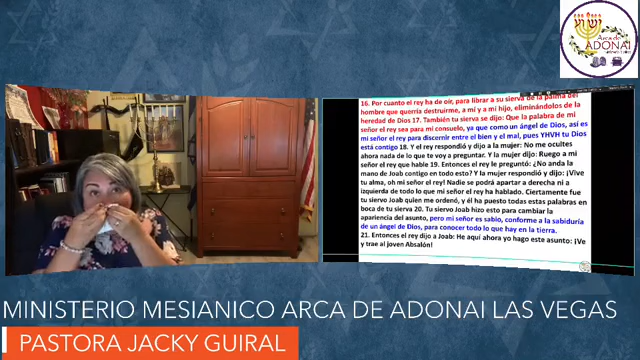 ישוע
Arca de
ADONAI
16. Por cuanto el rey ha de oír, para librar a su sierva de la palma del
hombre que querría destruirme, a mí y a mi hijo, eliminándolos de la
heredad de Dios 17. También tu sierva se dijo: Que la palabra de mi
señor el rey sea para mi consuelo, ya que como un ángel de Dios, así es
mi señor el rey para discernir entre el bien y el mal, pues YHVH tu Dios
está contigo 18. Y el rey respondió y dijo a la mujer: No me ocultes
ahora nada de lo que te voy a preguntar. Y la mujer dijo: Ruego a mi
señor el rey que hable 19. Entonces el rey le preguntó: ¿No anda la
mano de Joab contigo en todo esto? Y la mujer respondió y dijo: ¡Vive
tu alma, oh mi señor el rey! Nadie se podrá apartar a derecha ni a
izquierda de todo lo que mi señor el rey ha hablado. Ciertamente fue
tu siervo Joab quien me ordenó, y él ha puesto todas estas palabras en
boca de tu sierva 20. Tu siervo Joab hizo esto para cambiar la
apariencia del asunto, pero mi señor es sabio, conforme a la sabiduría
de un ángel de Dios, para conocer todo lo que hay en la tierra.
21. Entonces el rey dijo a Joab: He aquí ahora yo hago este asunto: ¡Ve
y trae al joven Absalón!
MINISTERIO MESIANICO ARCA DE ADONAI LAS VEGAS
PASTORA JACKY GUIRAL